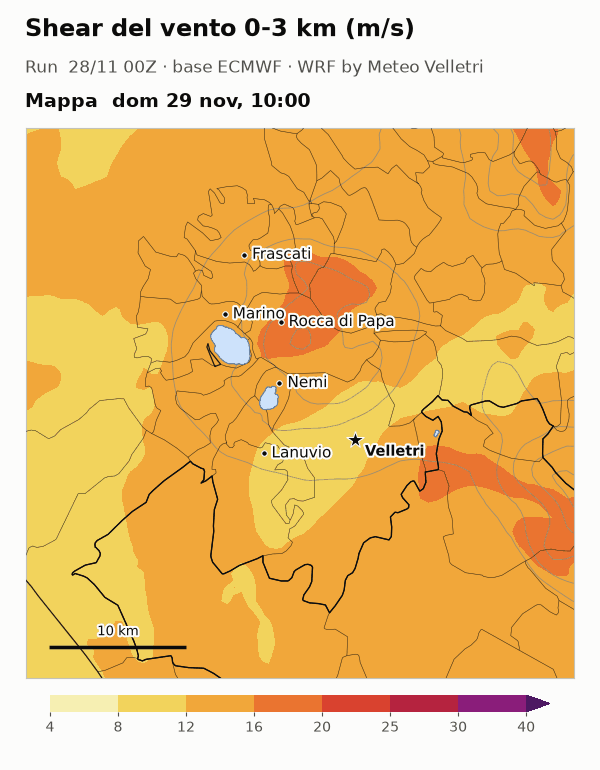 Shear del vento 0-3 km (m/s)
Run 28/11 00Z · base ECMWF · WRF by Meteo Velletri
Mappa dom 29 nov, 10:00
Frascati
Marino
Rocca di Papa
Nemi
Velletri
Lanuvio
10 km
4 8 12 16 20 25 30 40